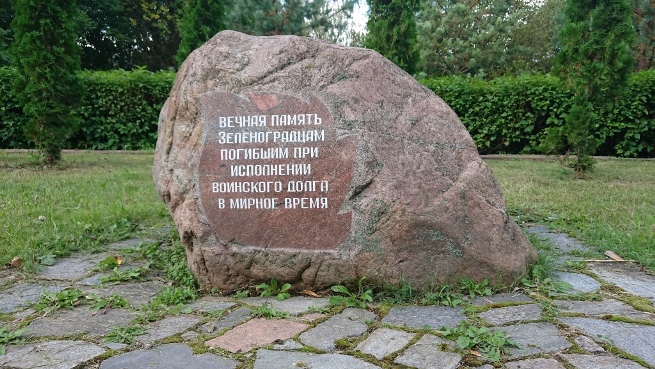 ВЕЧНАЯ ПАМЯТЬ
ЗЕЛЕНОГРАДЦАМ
ПОГИБШИМ ПРИ
ИСПОЛНЕНИИ
ВОИНСКОГО ДОЛГА
В МИРНОЕ ВРЕМЯ